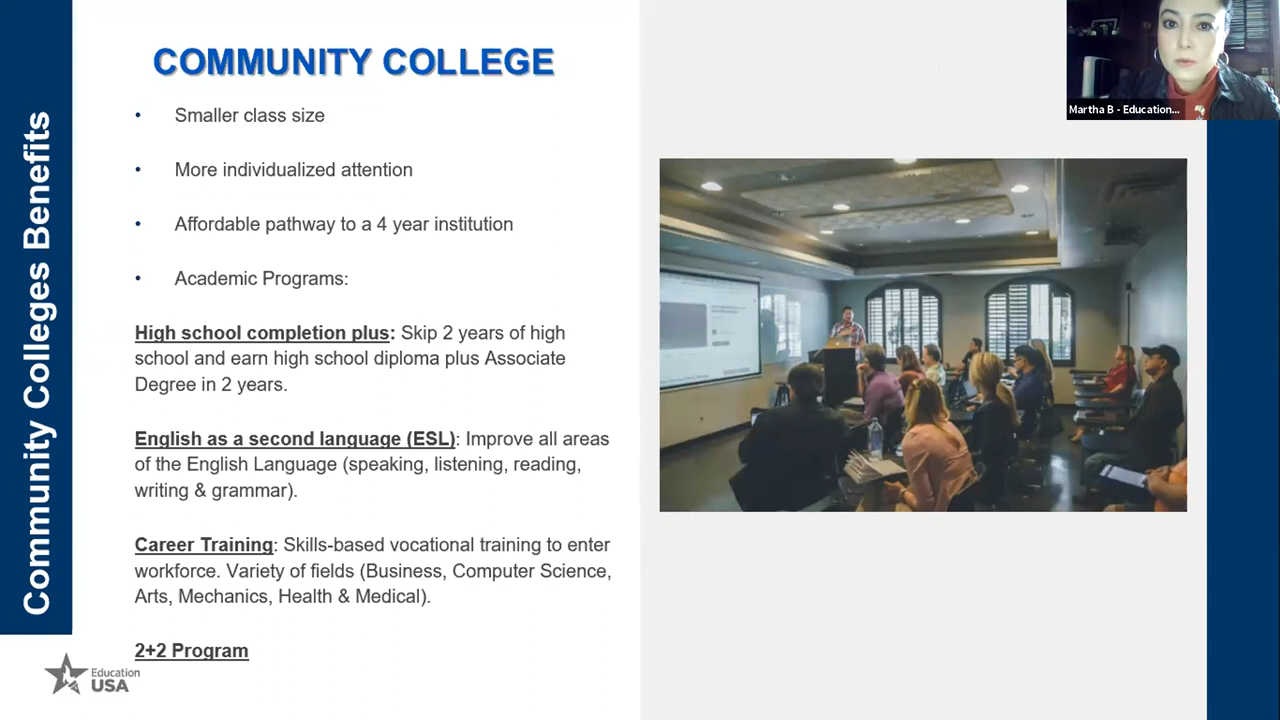 COMMUNITY COLLEGE
Community Colleges Benefits
• Smaller class size
• More individualized attention
• Affordable pathway to a 4 year institution
• Academic Programs:
High school completion plus: Skip 2 years of high
school and earn high school diploma plus Associate
Degree in 2 years.
English as a second language (ESL): Improve all areas
of the English Language (speaking, listening, reading,
writing & grammar).
Career Training: Skills-based vocational training to enter
workforce. Variety of fields (Business, Computer Science,
Arts, Mechanics, Health & Medical).
2+2 Program
Education
USA
Martha B - Education...